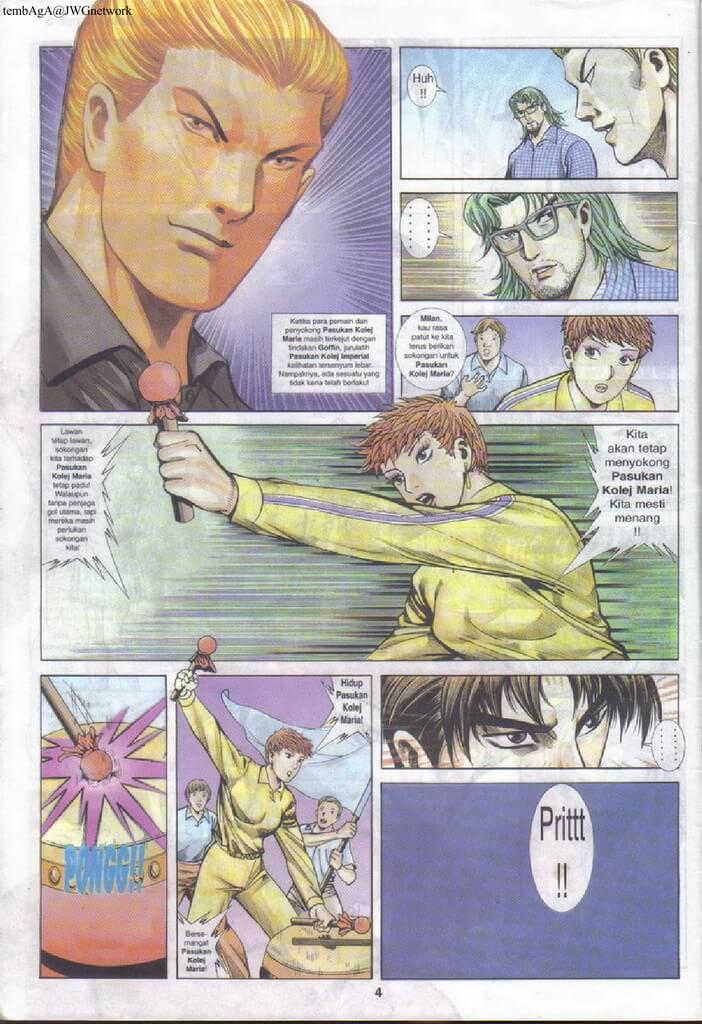 tembAgA@JWGnetwork
Huh
!!
Ketika para pemain dan
penyokong Pasukan Kolej
Maria masih terkejut dengan
tindakan Goffin, jurulatih
Pasukan Kolej Imperial
kelihatan tersenyum lebar.
Nampaknya, ada sesuatu yang
tidak kena telah berlaku!
Milan,
kau rasa
patut ke kita
terus berikan
sokongan untuk
Pasukan
Kolej Maria?
Lawan
tetap lawan,
sokongan
kita terhadap
Pasukan
Kolej Maria
tetap padu!
Walaupun
tanpa penjaga
gol utama, tapi
mereka masih
perlukan
sokongan
kita!
Kita
akan tetap
menyokong
Pasukan
Kolej Maria!
Kita mesti
menang
!!
PONGG!!
Hidup
Pasukan
Kolej
Maria!
Berse-
mangat
Pasukan
Kolej
Maria!
Prittt
!!
4